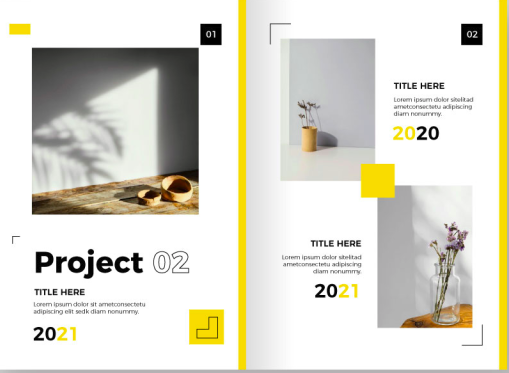 01
Project 02
TITLE HERE
Lorem ipsum dolor sit ametconsectetu
adipiscing elit sedik diam nonummy.
2021
02
TITLE HERE
Lorem ipsum dolor sitelitad
ametconsectetu adipiscing
diam nonummy.
2020
TITLE HERE
Lorem ipsum dolor sitelitad
ametconsectetu adipiscing
diam nonummy.
2021